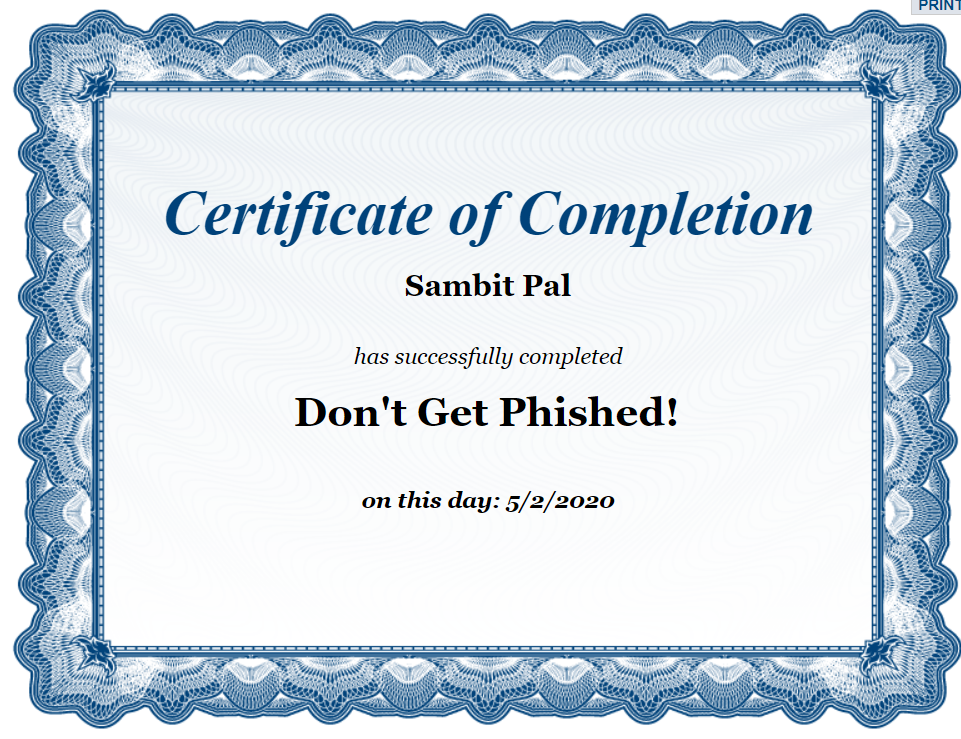 PRINT
Certificate of Completion
Sambit Pal
has successfully completed
Don't Get Phished!
on this day: 5/2/2020